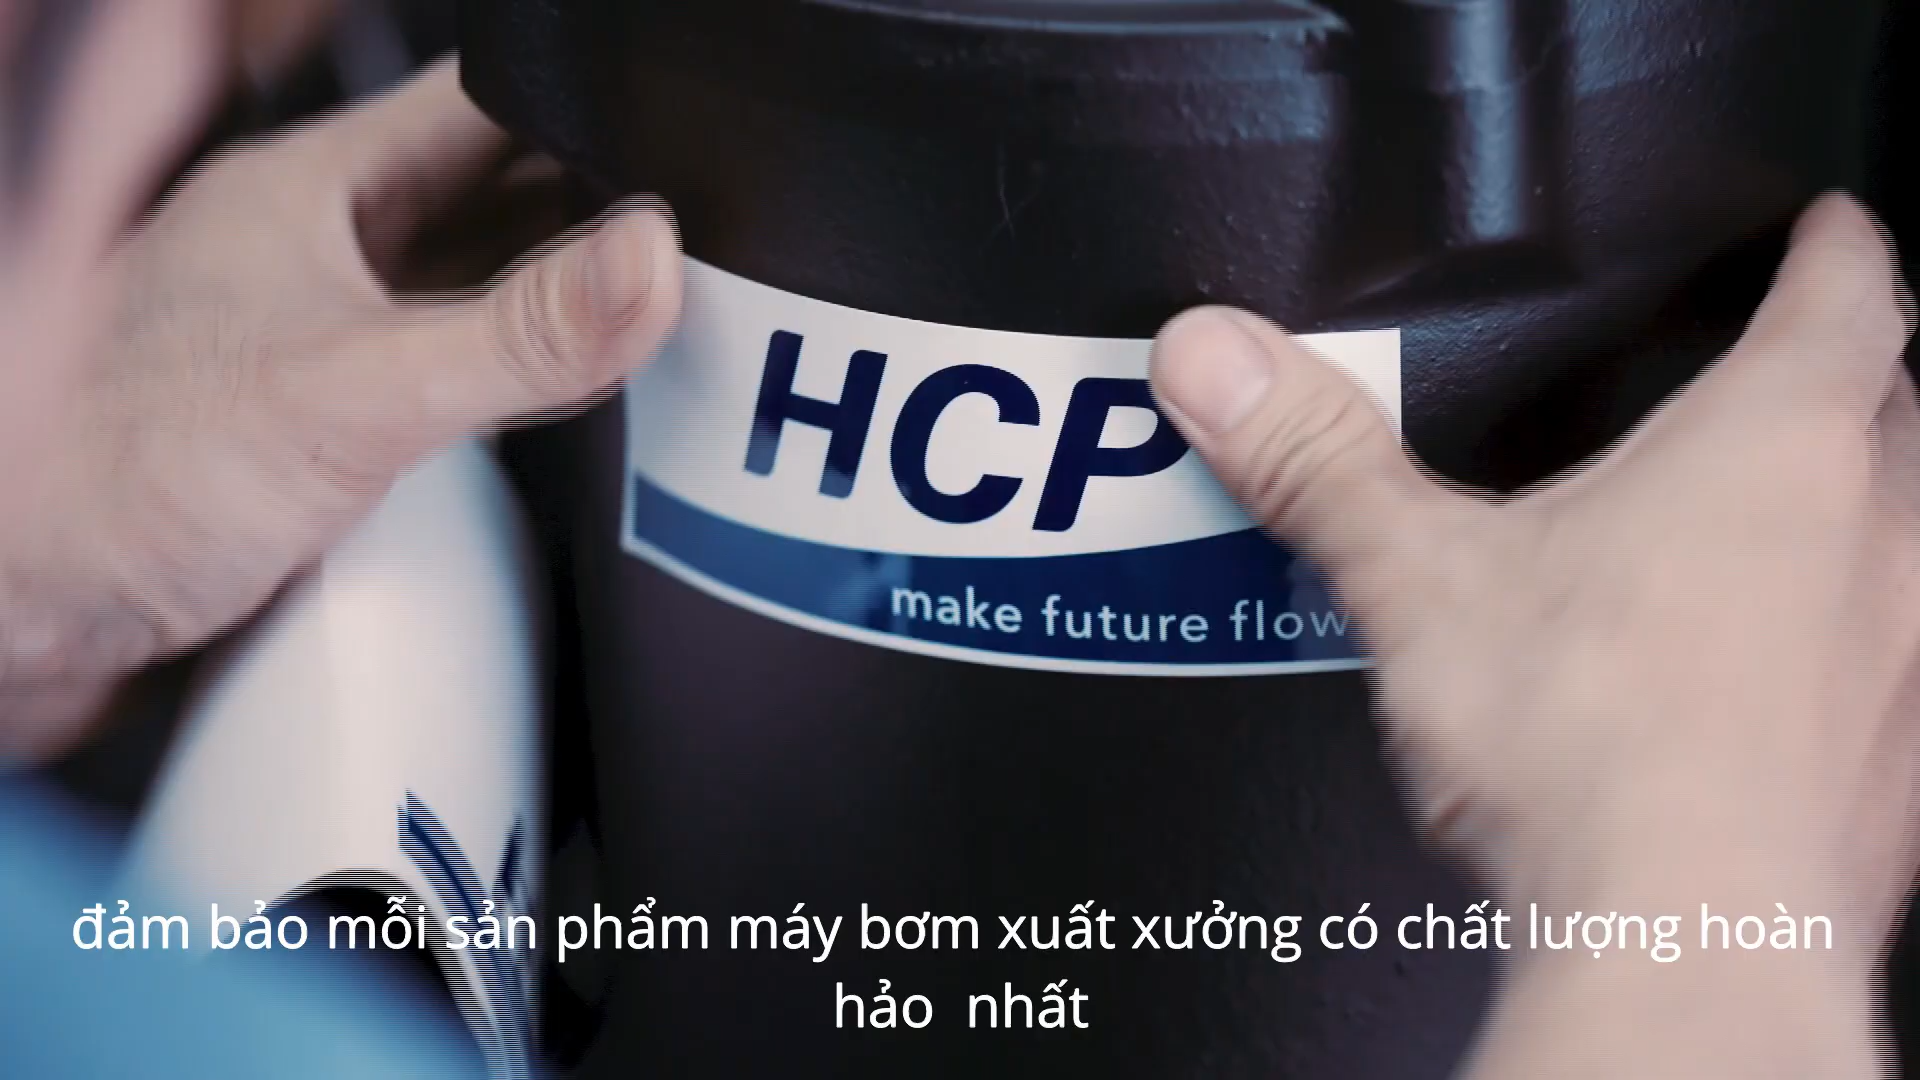 HCP
make future flow
đảm bảo mỗi sản phẩm máy bơm xuất xưởng có chất lượng hoàn
hảo nhất